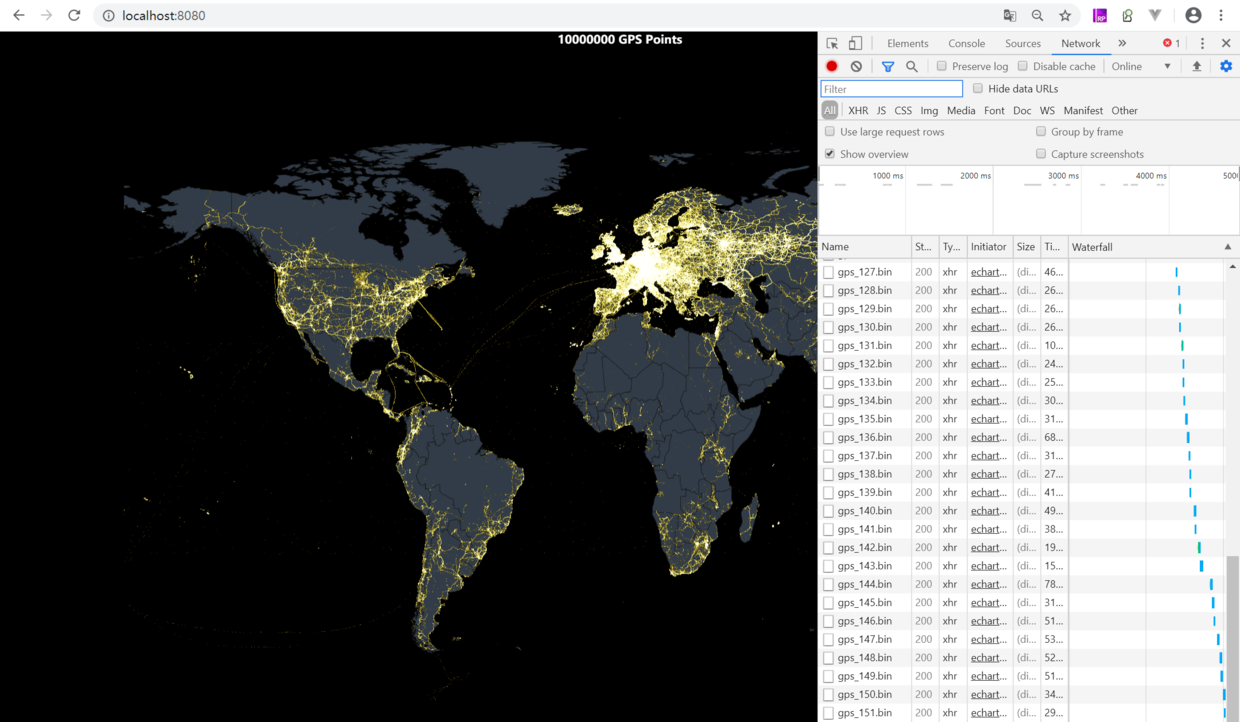 localhost:8080
10000000 GPS Points
Elements Console Sources Network 1
Preserve log Disable cache Online
Filter Hide data URLs
All XHR JS CSS Img Media Font Doc WS Manifest Other
Use large request rows Group by frame
Show overview Capture screenshots
1000 ms 2000 ms 3000 ms 4000 ms 5000
Name St... Ty... Initiator Size Ti... Waterfall
gps_127.bin 200 xhr echart... (di... 46...
gps_128.bin 200 xhr echart... (di... 26...
gps_129.bin 200 xhr echart... (di... 26...
gps_130.bin 200 xhr echart... (di... 26...
gps_131.bin 200 xhr echart... (di... 10...
gps_132.bin 200 xhr echart... (di... 24...
gps_133.bin 200 xhr echart... (di... 25...
gps_134.bin 200 xhr echart... (di... 30...
gps_135.bin 200 xhr echart... (di... 31...
gps_136.bin 200 xhr echart... (di... 68...
gps_137.bin 200 xhr echart... (di... 31...
gps_138.bin 200 xhr echart... (di... 27...
gps_139.bin 200 xhr echart... (di... 41...
gps_140.bin 200 xhr echart... (di... 49...
gps_141.bin 200 xhr echart... (di... 38...
gps_142.bin 200 xhr echart... (di... 19...
gps_143.bin 200 xhr echart... (di... 15...
gps_144.bin 200 xhr echart... (di... 78...
gps_145.bin 200 xhr echart... (di... 31...
gps_146.bin 200 xhr echart... (di... 51...
gps_147.bin 200 xhr echart... (di... 53...
gps_148.bin 200 xhr echart... (di... 52...
gps_149.bin 200 xhr echart... (di... 51...
gps_150.bin 200 xhr echart... (di... 34...
gps_151.bin 200 xhr echart... (di... 29...